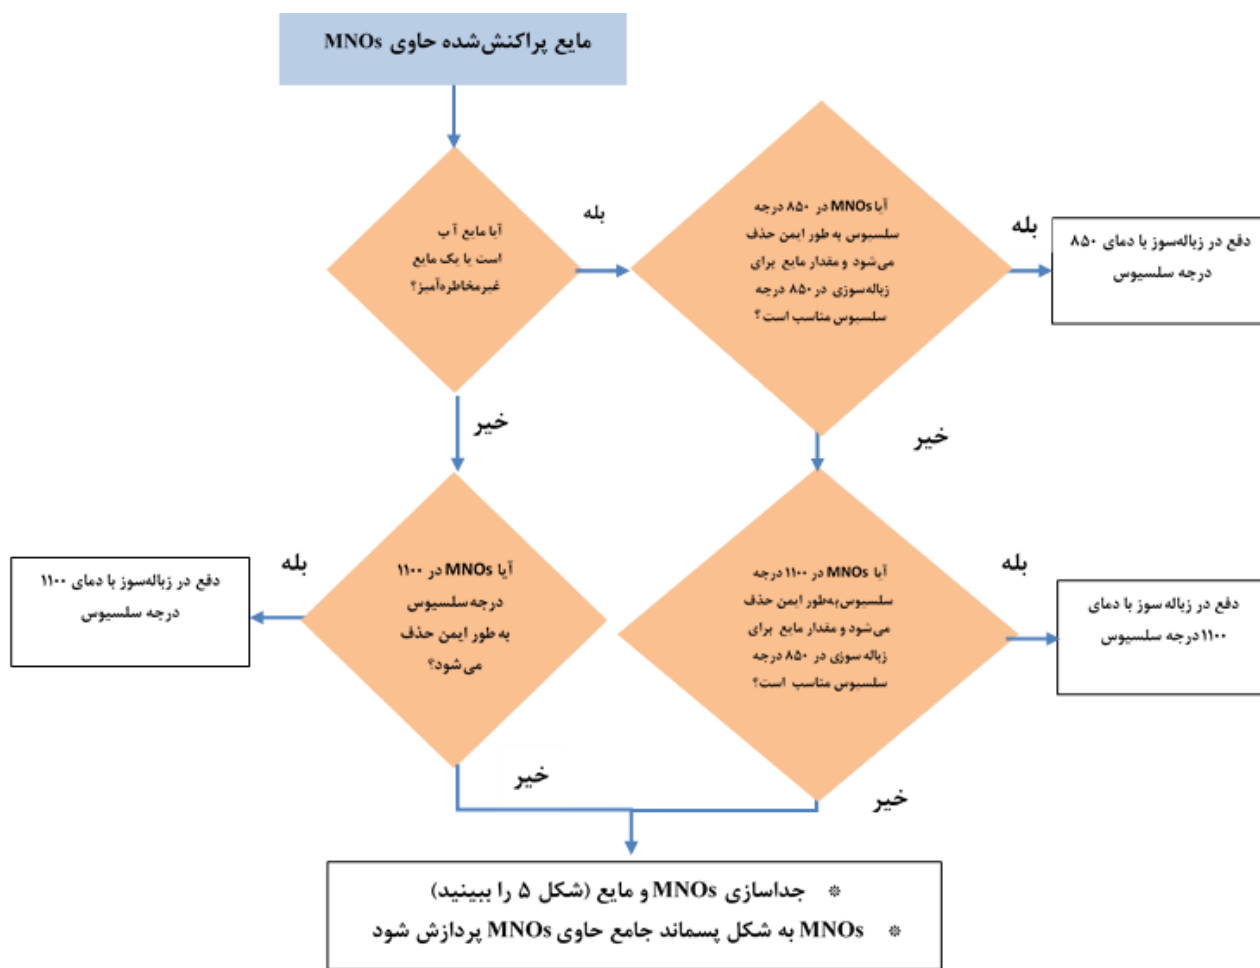 مایع پراکنش‌شده حاوی MNOs
آیا مایع آب
است یا یک مایع
غیرمخاطره‌آمیز؟
بله
آیا MNOs در ۸۵۰ درجه
سلسیوس به طور ایمن حذف
می‌شود و مقدار مایع برای
زباله‌سوزی در ۸۵۰ درجه
سلسیوس مناسب است؟
بله
دفع در زباله‌سوز با دمای ۸۵۰
درجه سلسیوس
خیر
خیر
آیا MNOs در ۱۱۰۰
درجه سلسیوس
به طور ایمن حذف
می‌شود؟
بله
دفع در زباله‌سوز با دمای ۱۱۰۰
درجه سلسیوس
آیا MNOs در ۱۱۰۰ درجه
سلسیوس به‌طور ایمن حذف
می‌شود و مقدار مایع برای
زباله سوزی در ۸۵۰ درجه
سلسیوس مناسب است؟
بله
دفع در زباله سوز با دمای
۱۱۰۰درجه سلسیوس
خیر
خیر
※ جداسازی MNOs و مایع (شکل ۵ را ببینید)
※ MNOs به شکل پسماند جامع حاوی MNOs پردازش شود